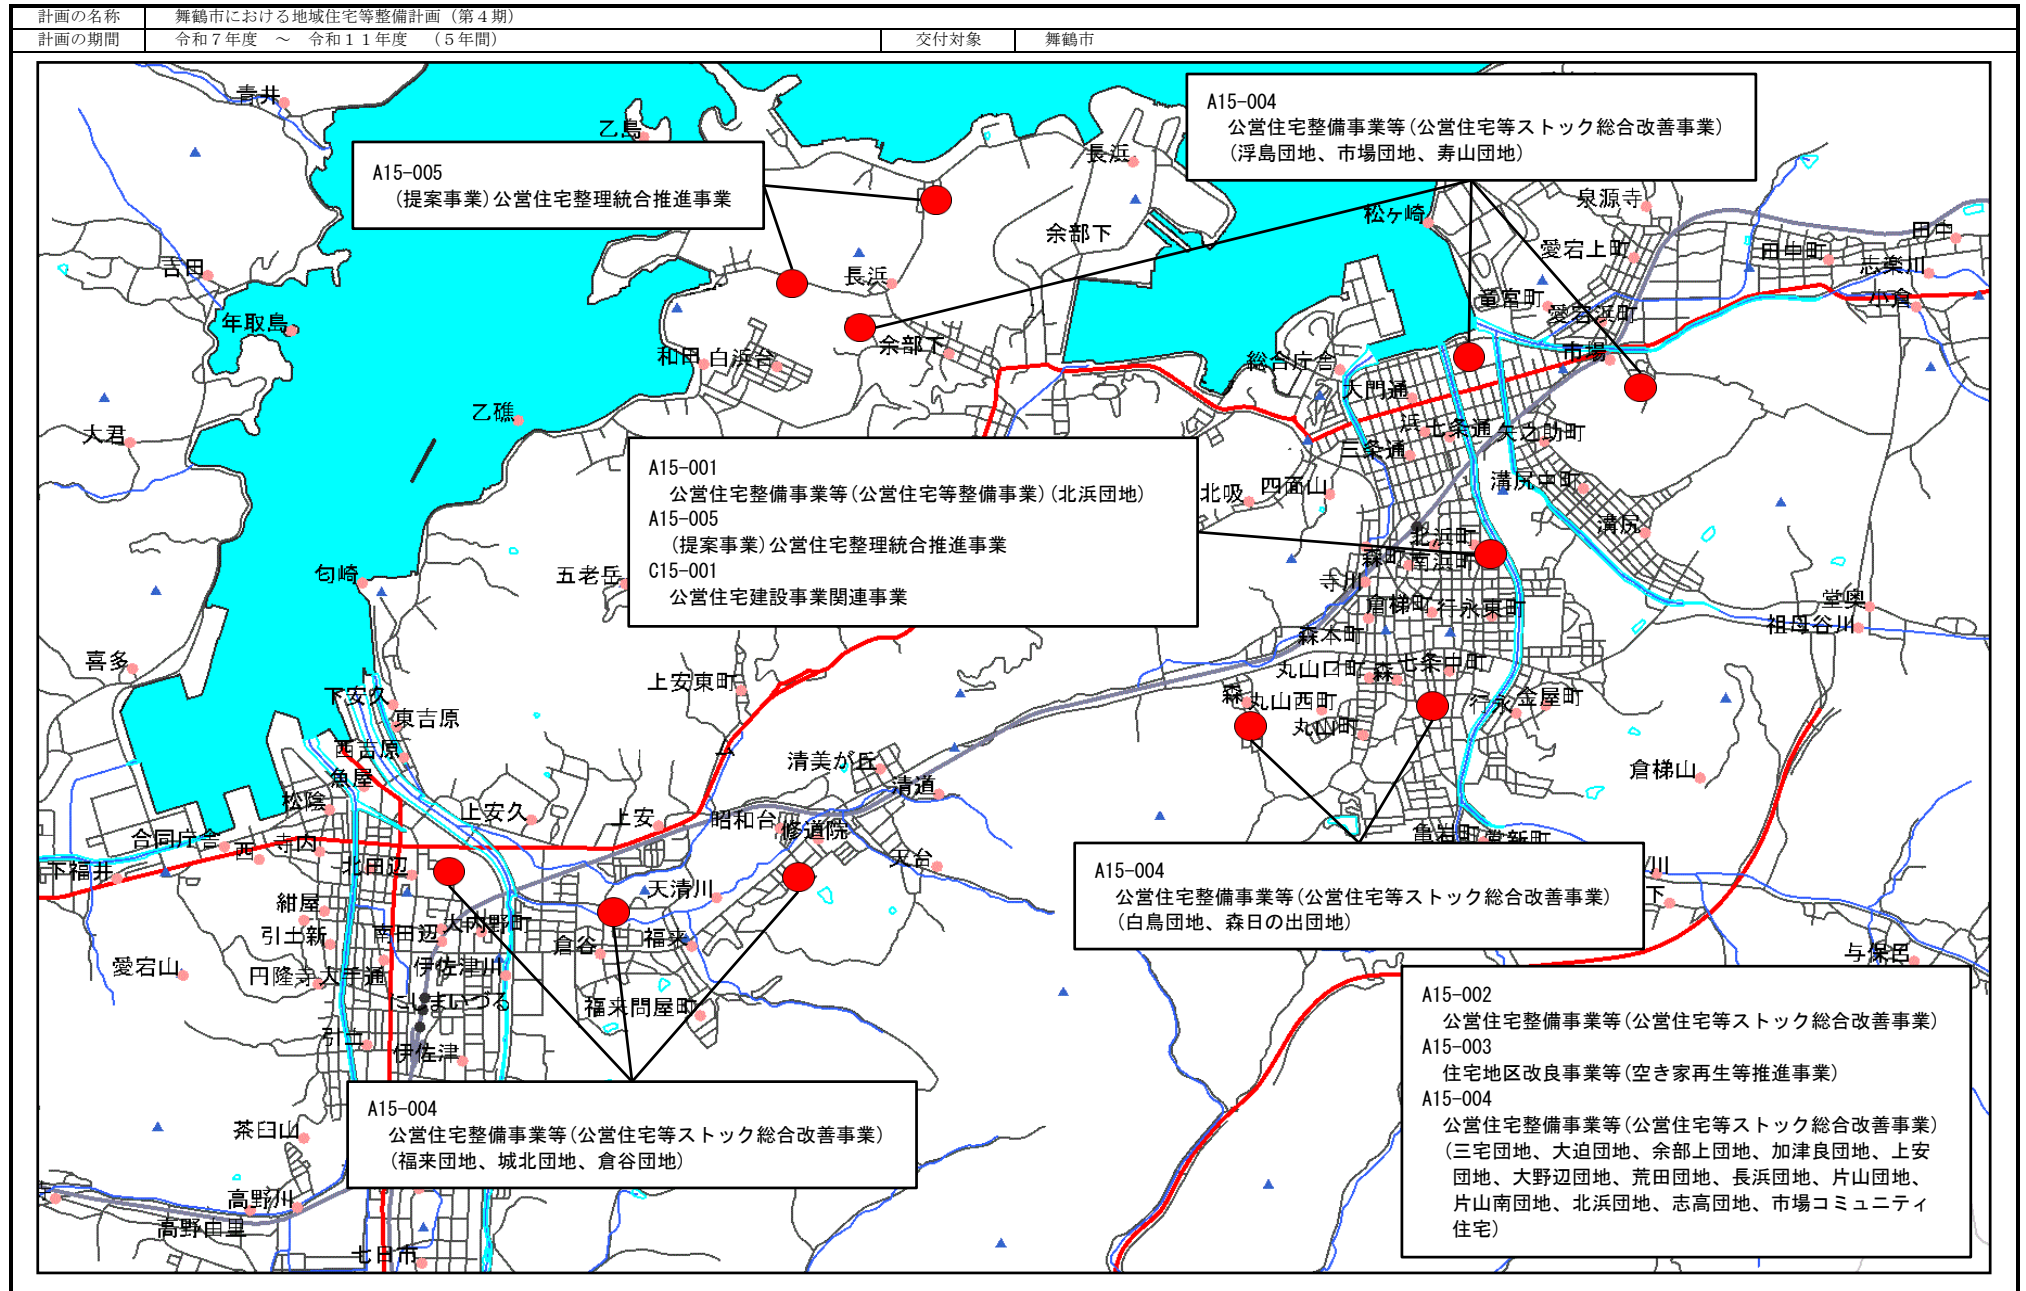 計画の名称 舞鶴市における地域住宅等整備計画（第４期）
計画の期間 令和７年度 ～ 令和１１年度 （５年間） 交付対象 舞鶴市
A15-004
公営住宅整備事業等(公営住宅等ストック総合改善事業)
(浮島団地、市場団地、寿山団地)
A15-005
(提案事業)公営住宅整理統合推進事業
青井
乙島
長浜
泉源寺
松ヶ崎
余部下
愛宕上町
田中町
田中
志楽川
小倉
吉田
年取島
長浜
竜宮町
愛宕浜町
市場
和田
白浜台
余部下
総合庁舎
大門通
乙礁
大君
浜
七条通
矢之助町
三条通
溝尻中町
北吸
四面山
溝尻
A15-001
公営住宅整備事業等(公営住宅等整備事業)(北浜団地)
A15-005
(提案事業)公営住宅整理統合推進事業
C15-001
公営住宅建設事業関連事業
匂崎
五老岳
北浜町
森町
南浜町
寺川
倉梯町
行永東町
森本町
堂奥
祖母谷川
喜多
上安東町
丸山口町
森
七条中町
森
丸山西町
丸山町
行永
金屋町
下安久
東吉原
西吉原
魚屋
清美が丘
清道
倉梯山
松陰
上安久
上安
昭和台
修道院
合同庁舎
西
寺内
北田辺
天台
亀岩町
常新町
下福井
天清川
川
下
紺屋
引土新
南田辺
大内野町
倉谷
福来
愛宕山
円隆寺
大手通
伊佐津川
与保呂
にしまいづる
福来問屋町
引土
伊佐津
A15-004
公営住宅整備事業等(公営住宅等ストック総合改善事業)
(白鳥団地、森日の出団地)
A15-002
公営住宅整備事業等(公営住宅等ストック総合改善事業)
A15-003
住宅地区改良事業等(空き家再生等推進事業)
A15-004
公営住宅整備事業等(公営住宅等ストック総合改善事業)
(三宅団地、大迫団地、余部上団地、加津良団地、上安
団地、大野辺団地、荒田団地、長浜団地、片山団地、
片山南団地、北浜団地、志高団地、市場コミュニティ
住宅)
A15-004
公営住宅整備事業等(公営住宅等ストック総合改善事業)
(福来団地、城北団地、倉谷団地)
茶臼山
高野川
高野由里
七日市